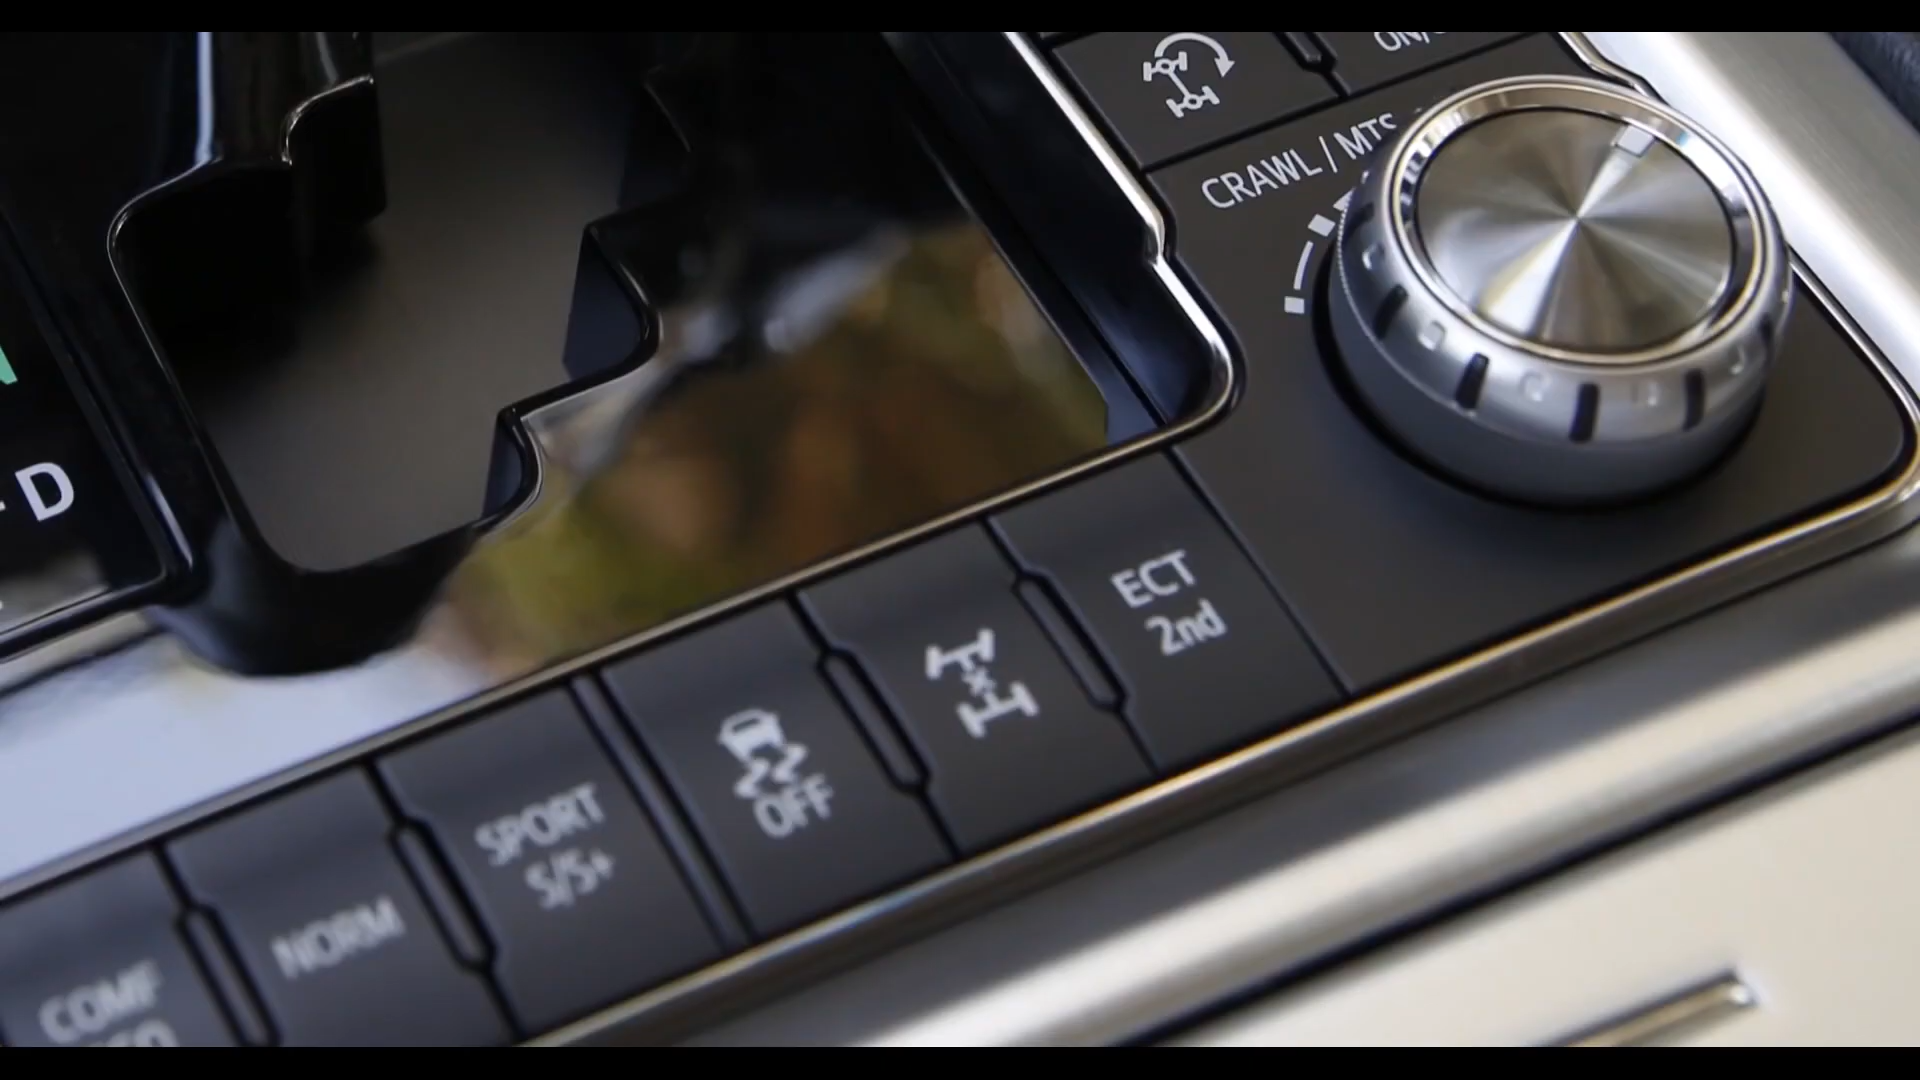 CRAWL / MTS
D
ECT
2nd
OFF
SPORT
S/S+
NORM
COMF